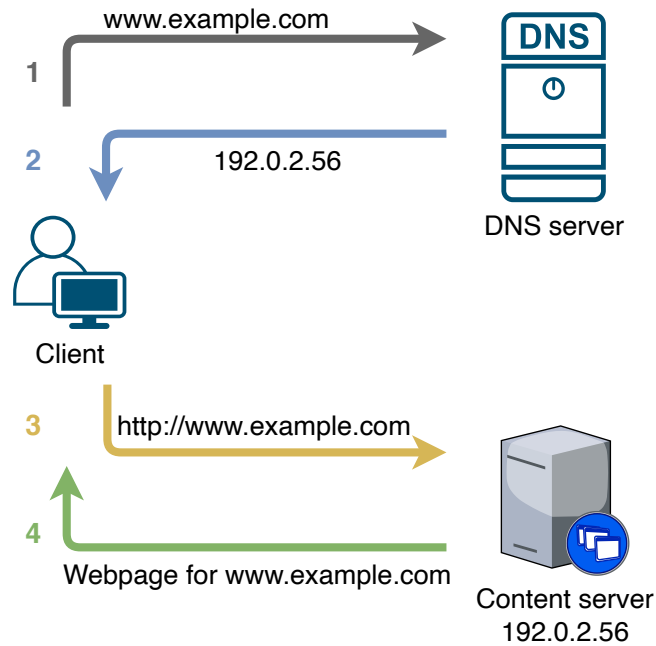 www.example.com
DNS
1
2
192.0.2.56
DNS server
Client
3
http://www.example.com
4
Webpage for www.example.com
Content server
192.0.2.56